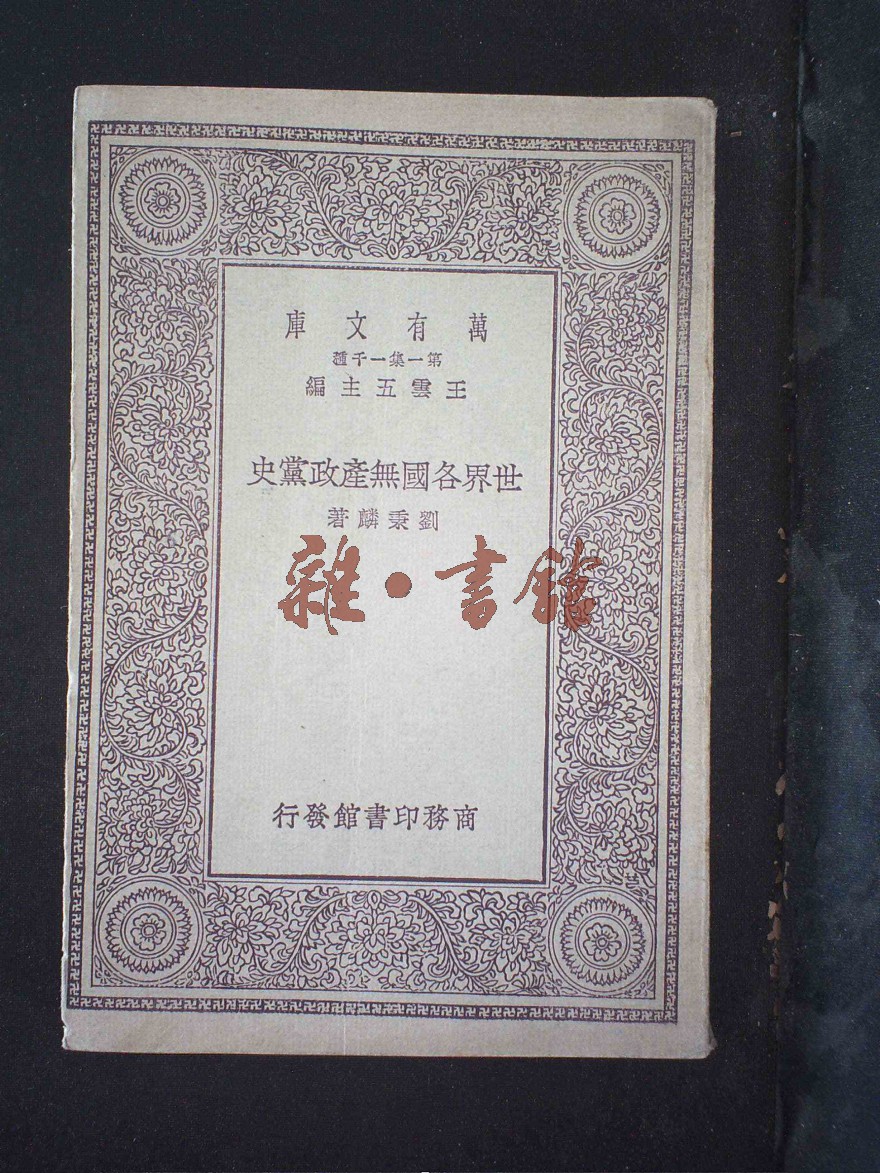 萬有文庫
第一集一千種
王雲五主編
世界各國無產政黨史
劉秉麟著
雜·書館
商務印書館發行